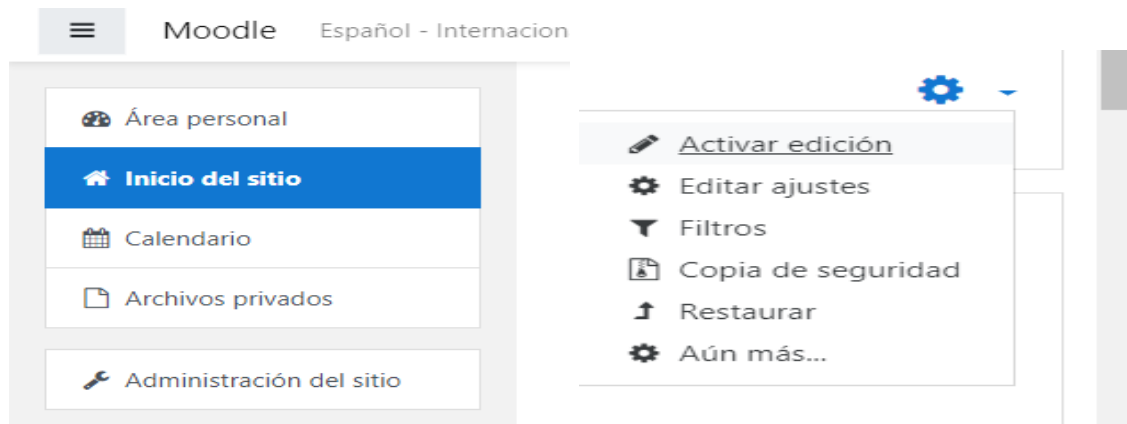 Moodle Español - Internacion
Área personal
Inicio del sitio
Calendario
Archivos privados
Administración del sitio
Activar edición
Editar ajustes
Filtros
Copia de seguridad
Restaurar
Aún más...